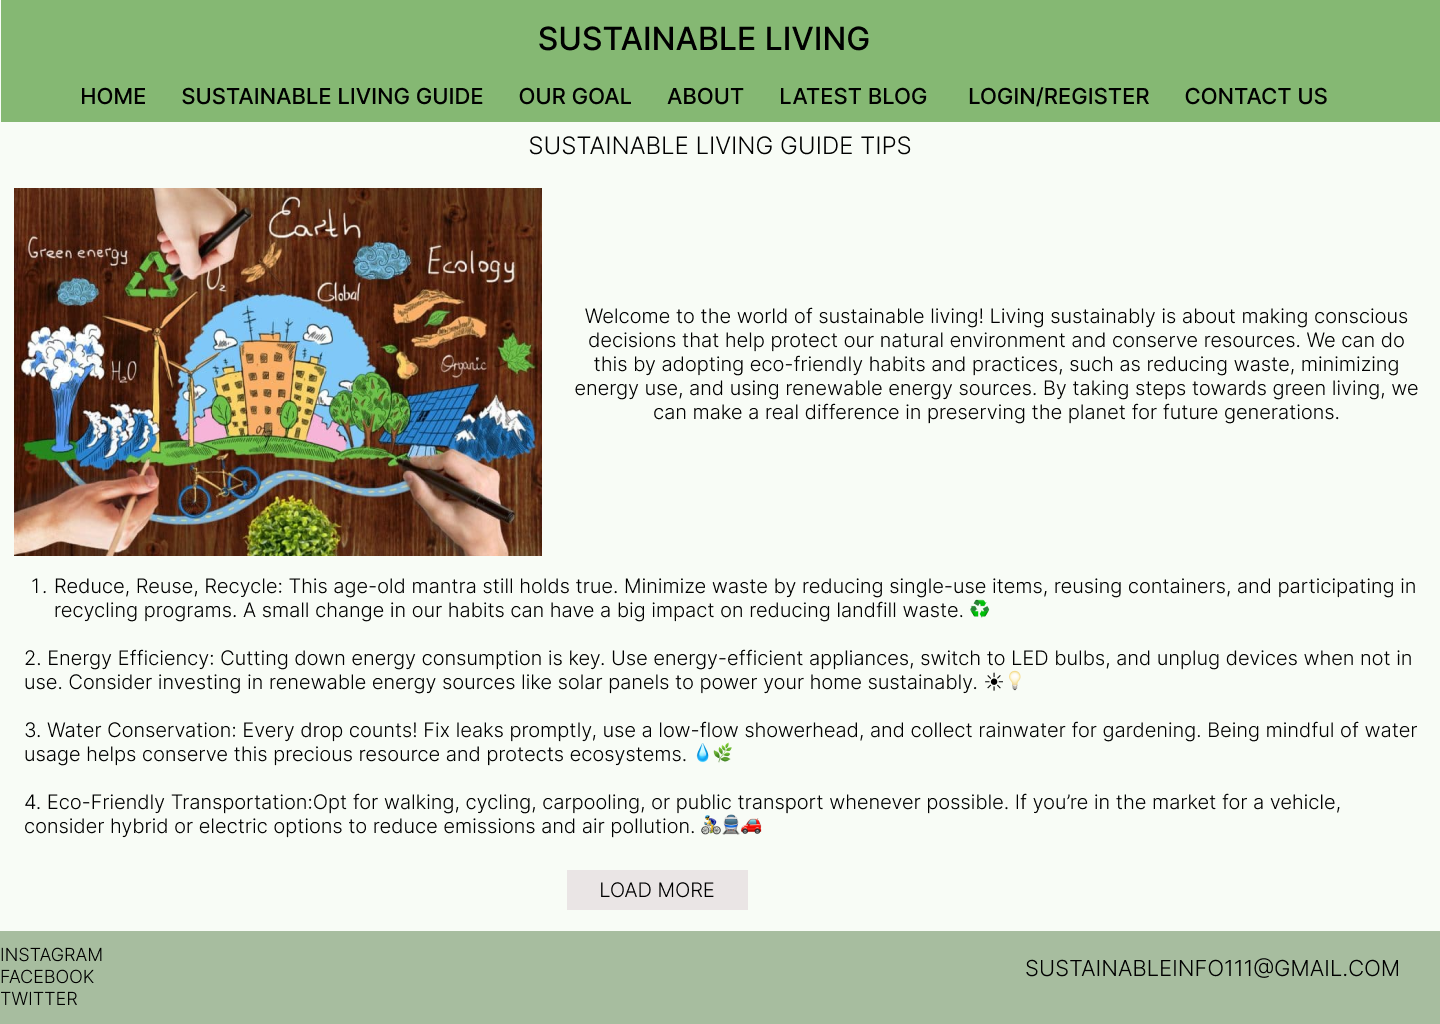 SUSTAINABLE LIVING
HOME SUSTAINABLE LIVING GUIDE OUR GOAL ABOUT LATEST BLOG LOGIN/REGISTER CONTACT US
SUSTAINABLE LIVING GUIDE TIPS
Earth
Green energy
Ecology
O₂
Global
H₂O
Organic
Welcome to the world of sustainable living! Living sustainably is about making conscious
decisions that help protect our natural environment and conserve resources. We can do
this by adopting eco-friendly habits and practices, such as reducing waste, minimizing
energy use, and using renewable energy sources. By taking steps towards green living, we
can make a real difference in preserving the planet for future generations.
1. Reduce, Reuse, Recycle: This age-old mantra still holds true. Minimize waste by reducing single-use items, reusing containers, and participating in
recycling programs. A small change in our habits can have a big impact on reducing landfill waste. ♻️
2. Energy Efficiency: Cutting down energy consumption is key. Use energy-efficient appliances, switch to LED bulbs, and unplug devices when not in
use. Consider investing in renewable energy sources like solar panels to power your home sustainably. ☀💡
3. Water Conservation: Every drop counts! Fix leaks promptly, use a low-flow showerhead, and collect rainwater for gardening. Being mindful of water
usage helps conserve this precious resource and protects ecosystems. 💧🌿
4. Eco-Friendly Transportation:Opt for walking, cycling, carpooling, or public transport whenever possible. If you’re in the market for a vehicle,
consider hybrid or electric options to reduce emissions and air pollution. 🚴🚆🚗
LOAD MORE
INSTAGRAM
FACEBOOK
TWITTER
SUSTAINABLEINFO111@GMAIL.COM